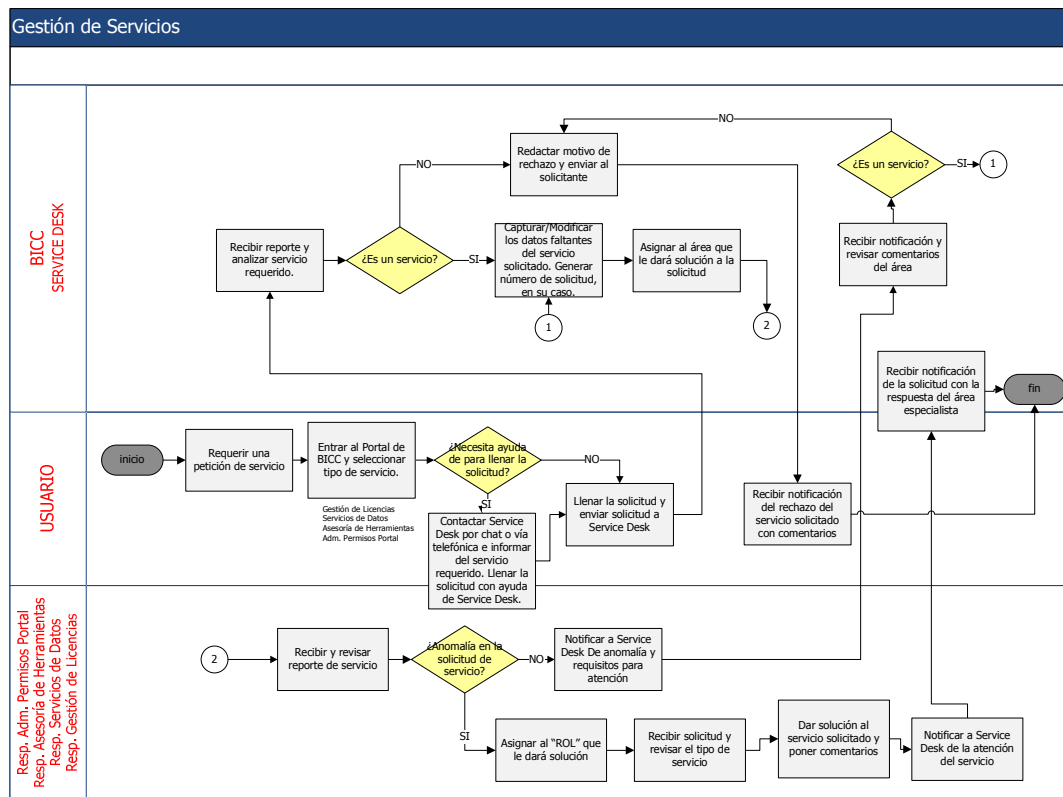 Gestión de Servicios
BICC
SERVICE DESK
NO
NO
Redactar motivo de
rechazo y enviar al
solicitante
¿Es un servicio?
SI
1
Recibir reporte y
analizar servicio
requerido.
¿Es un servicio?
SI
Capturar/Modificar
los datos faltantes
del servicio
solicitado. Generar
número de solicitud,
en su caso.
Asignar al área que
le dará solución a la
solicitud
Recibir notificación y
revisar comentarios
del área
1
2
Recibir notificación
de la solicitud con la
respuesta del área
especialista
fin
USUARIO
inicio
Requerir una
petición de servicio
Entrar al Portal de
BICC y seleccionar
tipo de servicio.
¿Necesita ayuda
de para llenar la
solicitud?
NO
SI
Gestión de Licencias
Servicios de Datos
Asesoría de Herramientas
Adm. Permisos Portal
Contactar Service
Desk por chat o vía
telefónica e informar
del servicio
requerido. Llenar la
solicitud con ayuda
de Service Desk.
Llenar la solicitud y
enviar solicitud a
Service Desk
Recibir notificación
del rechazo del
servicio solicitado
con comentarios
Resp. Adm. Permisos Portal
Resp. Asesoría de Herramientas
Resp. Servicios de Datos
Resp. Gestión de Licencias
2
Recibir y revisar
reporte de servicio
¿Anomalía en la
solicitud de
servicio?
NO
Notificar a Service
Desk De anomalía y
requisitos para
atención
SI
Asignar al “ROL” que
le dará solución
Recibir solicitud y
revisar el tipo de
servicio
Dar solución al
servicio solicitado y
poner comentarios
Notificar a Service
Desk de la atención
del servicio